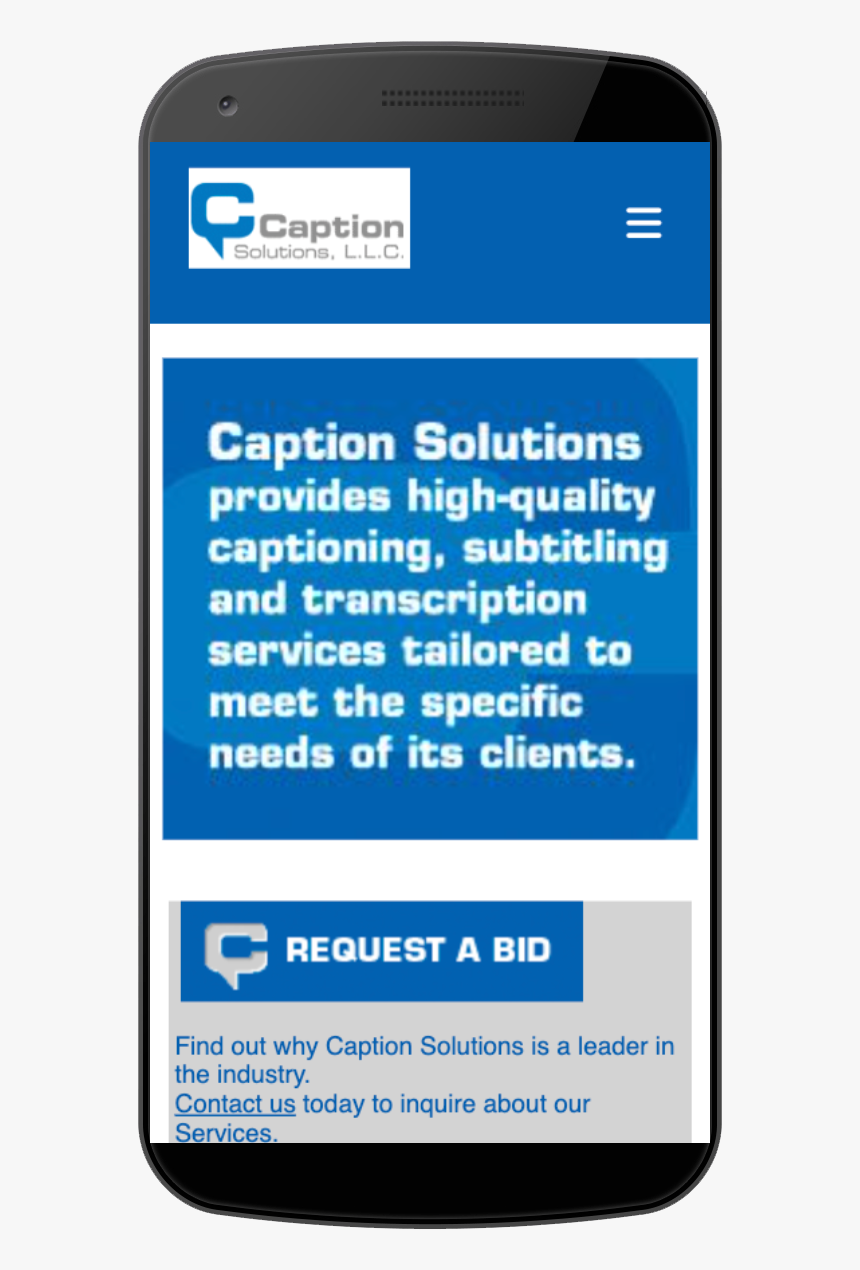 Caption
Solutions, L.L.C.
Caption Solutions
provides high-quality
captioning, subtitling
and transcription
services tailored to
meet the specific
needs of its clients.
REQUEST A BID
Find out why Caption Solutions is a leader in
the industry.
Contact us today to inquire about our
Services.